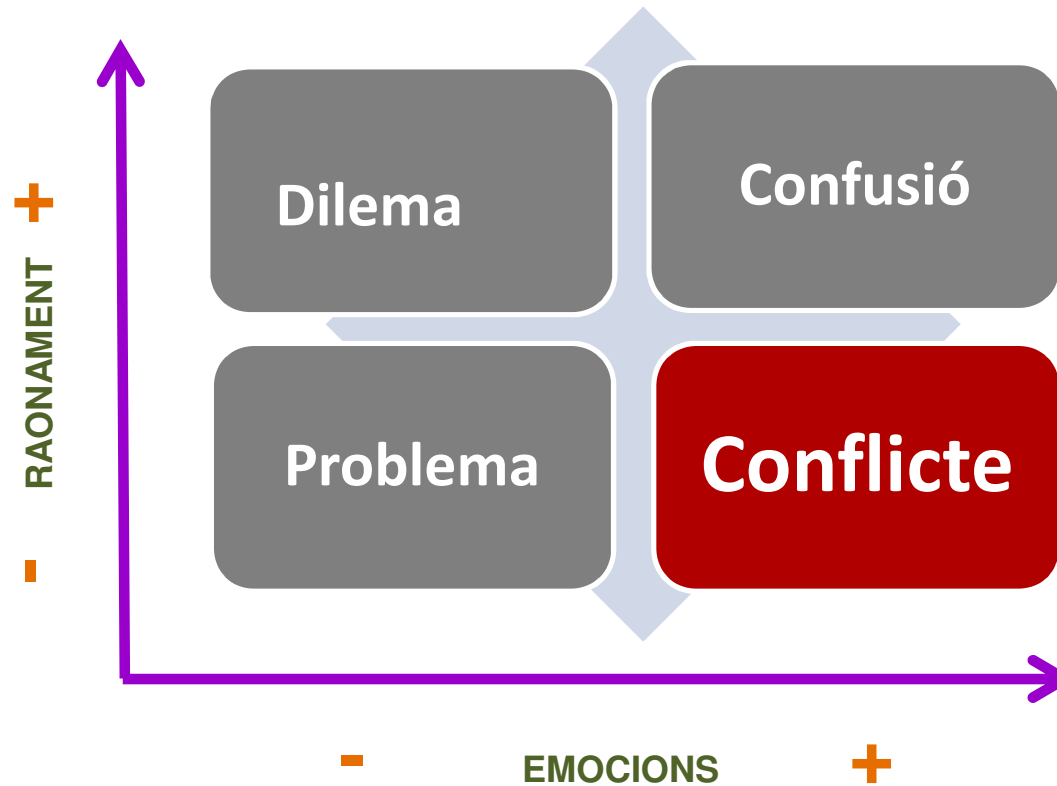 +
RAONAMENT
-
Dilema
Confusió
Problema
Conflicte
-
EMOCIONS
+